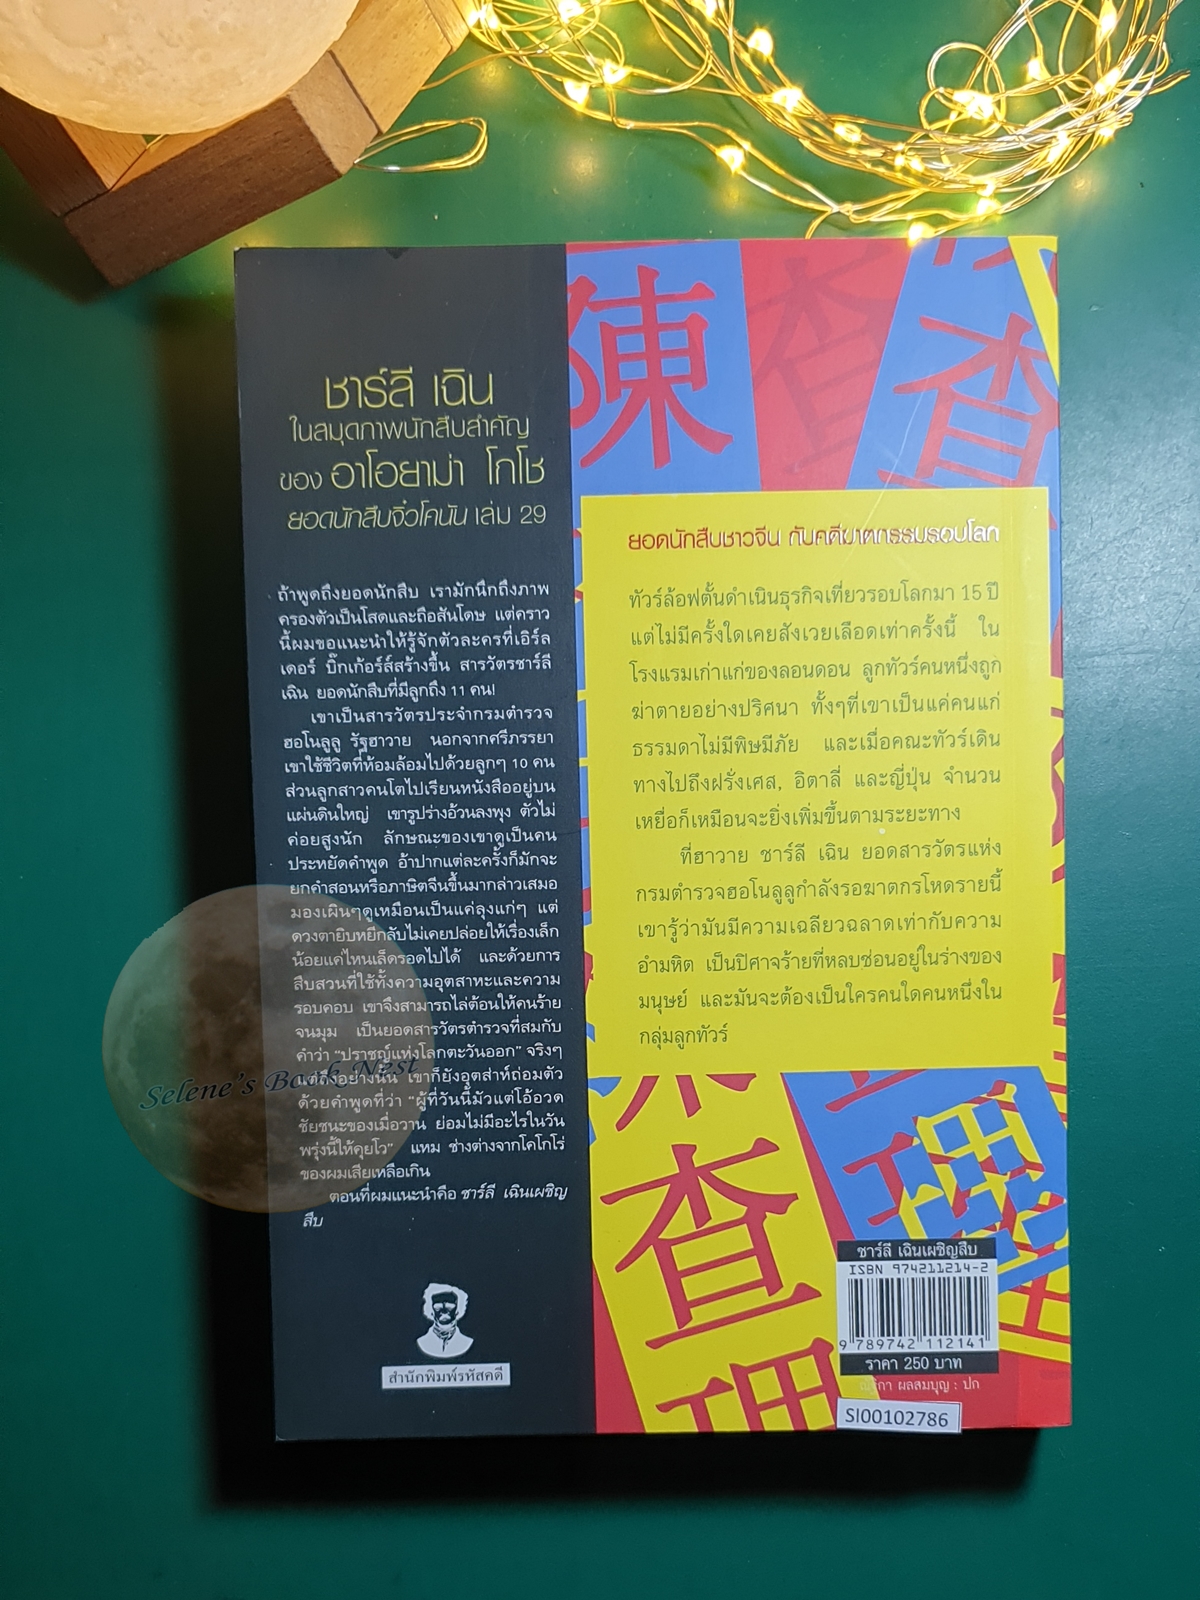 ชาร์ลี เฉิน
ในสมุดภาพนักสืบสำคัญ
ของ อาโอยาม่า โกโช
ยอดนักสืบจิ๋วโคนัน เล่ม 29
ถ้าพูดถึงยอดนักสืบ เรามักนึกถึงภาพ
ครองตัวเป็นโสดและถือสันโดษ แต่คราว
นี้ผมขอแนะนำให้รู้จักตัวละครที่เอิร์ล
เดอร์ บิ๊กเก้อร์ส์สร้างขึ้น สารวัตรชาร์ลี
เฉิน ยอดนักสืบที่มีลูกถึง 11 คน!
เขาเป็นสารวัตรประจำกรมตำรวจ
ฮอโนลูลู รัฐฮาวาย นอกจากศรีภรรยา
เขาใช้ชีวิตที่ห้อมล้อมไปด้วยลูกๆ 10 คน
ส่วนลูกสาวคนโตไปเรียนหนังสืออยู่บน
แผ่นดินใหญ่ เขารูปร่างอ้วนลงพุง ตัวไม่
ค่อยสูงนัก ลักษณะของเขาดูเป็นคน
ประหยัดคำพูด อ้าปากแต่ละครั้งก็มักจะ
ยกคำสอนหรือภาษิตจีนขึ้นมากล่าวเสมอ
มองเผินๆดูเหมือนเป็นแค่ลุงแก่ๆ แต่
ดวงตายิบหยีกลับไม่เคยปล่อยให้เรื่องเล็ก
น้อยแค่ไหนเล็ดรอดไปได้ และด้วยการ
สืบสวนที่ใช้ทั้งความอุตสาหะและความ
รอบคอบ เขาจึงสามารถไล่ต้อนให้คนร้าย
จนมุม เป็นยอดสารวัตรตำรวจที่สมกับ
คำว่า “ปราชญ์แห่งโลกตะวันออก” จริงๆ
แต่ถึงอย่างนั้น เขาก็ยังอุตส่าห์ถ่อมตัว
ด้วยคำพูดที่ว่า “ผู้ที่วันนี้มัวแต่โอ้อวด
ชัยชนะของเมื่อวาน ย่อมไม่มีอะไรในวัน
พรุ่งนี้ให้คุยโว” แหม ช่างต่างจากโคโกโร่
ของผมเสียเหลือเกิน
ตอนที่ผมแนะนำคือ ชาร์ลี เฉินเผชิญ
สืบ
สำนักพิมพ์รหัสคดี
Selene's Book Nest
陳
查
查
ยอดนักสืบชาวจีน กับคดีฆาตกรรมรอบโลก
ทัวร์ล้อฟตั้นดำเนินธุรกิจเที่ยวรอบโลกมา 15 ปี
แต่ไม่มีครั้งใดเคยสังเวยเลือดเท่าครั้งนี้ ใน
โรงแรมเก่าแก่ของลอนดอน ลูกทัวร์คนหนึ่งถูก
ฆ่าตายอย่างปริศนา ทั้งๆที่เขาเป็นแค่คนแก่
ธรรมดาไม่มีพิษมีภัย และเมื่อคณะทัวร์เดิน
ทางไปถึงฝรั่งเศส, อิตาลี่ และญี่ปุ่น จำนวน
เหยื่อก็เหมือนจะยิ่งเพิ่มขึ้นตามระยะทาง
ที่ฮาวาย ชาร์ลี เฉิน ยอดสารวัตรแห่ง
กรมตำรวจฮอโนลูลูกำลังรอฆาตกรโหดรายนี้
เขารู้ว่ามันมีความเฉลียวฉลาดเท่ากับความ
อำมหิต เป็นปิศาจร้ายที่หลบซ่อนอยู่ในร่างของ
มนุษย์ และมันจะต้องเป็นใครคนใดคนหนึ่งใน
กลุ่มลูกทัวร์
查
理
理
ชาร์ลี เฉินเผชิญสืบ
ISBN 974211214-2
9 789742 112141
ราคา 250 บาท
ผลสมบุญ : ปก
SI00102786